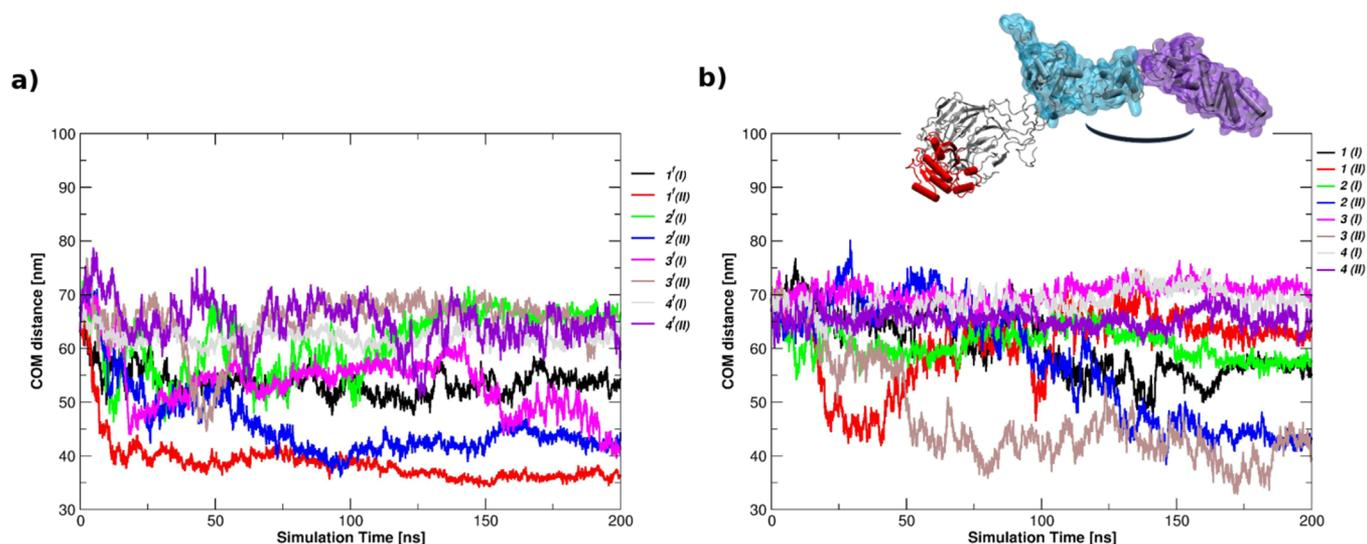 a)
100
90
80
70
60
50
40
30
COM distance [nm]
0 50 100 150 200
Simulation Time [ns]
1'(I)
1'(II)
2'(I)
2'(II)
3'(I)
3'(II)
4'(I)
4'(II)
b)
100
90
80
70
60
50
40
30
COM distance [nm]
0 50 100 150 200
Simulation Time [ns]
1 (I)
1 (II)
2 (I)
2 (II)
3 (I)
3 (II)
4 (I)
4 (II)